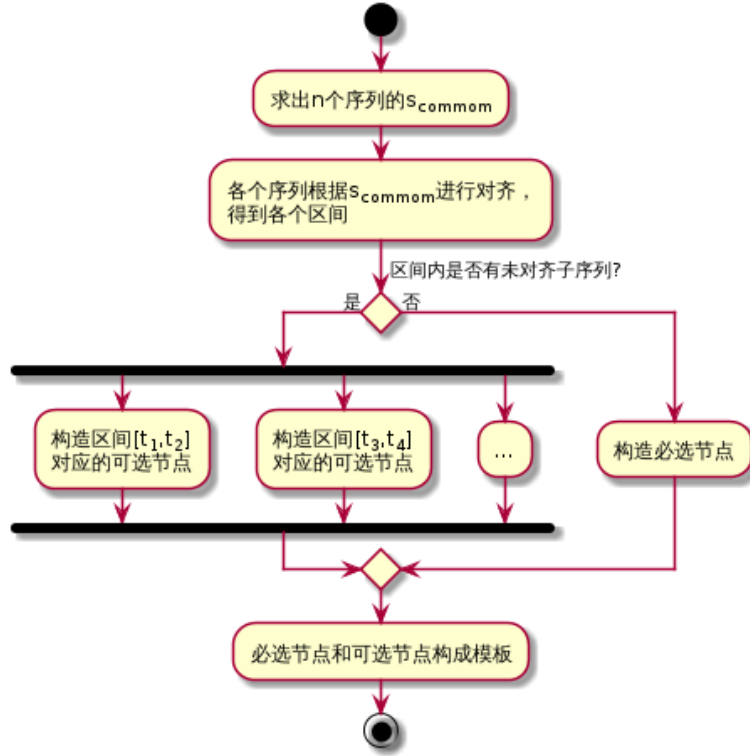 求出n个序列的scommom
各个序列根据scommom进行对齐，
得到各个区间
区间内是否有未对齐子序列?
是
否
构造区间[t1,t2]
对应的可选节点
构造区间[t3,t4]
对应的可选节点
...
构造必选节点
必选节点和可选节点构成模板